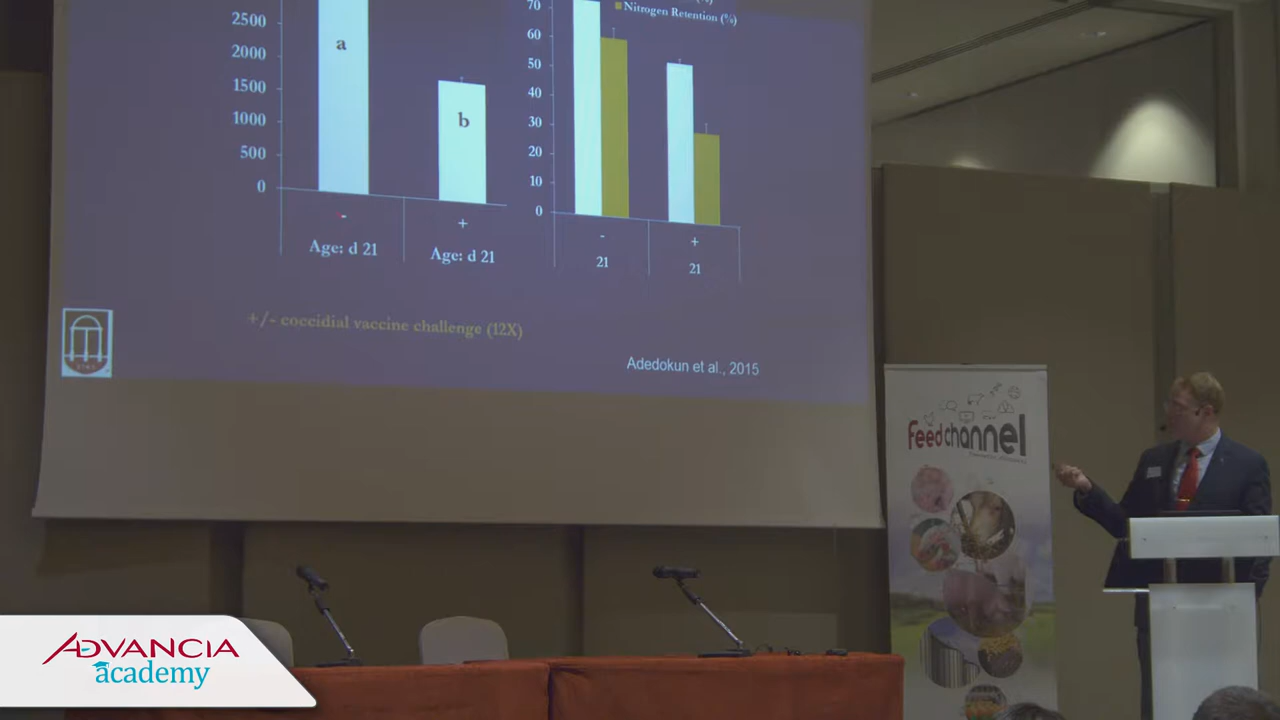 2500
2000
1500
1000
500
0
a
b
-
+
Age: d 21
Age: d 21
70
60
50
40
30
20
10
0
Nitrogen Retention (%)
-
+
21
21
+/- coccidial vaccine challenge (12X)
Adedokun et al., 2015
feedchannel
ADVANCIA
academy